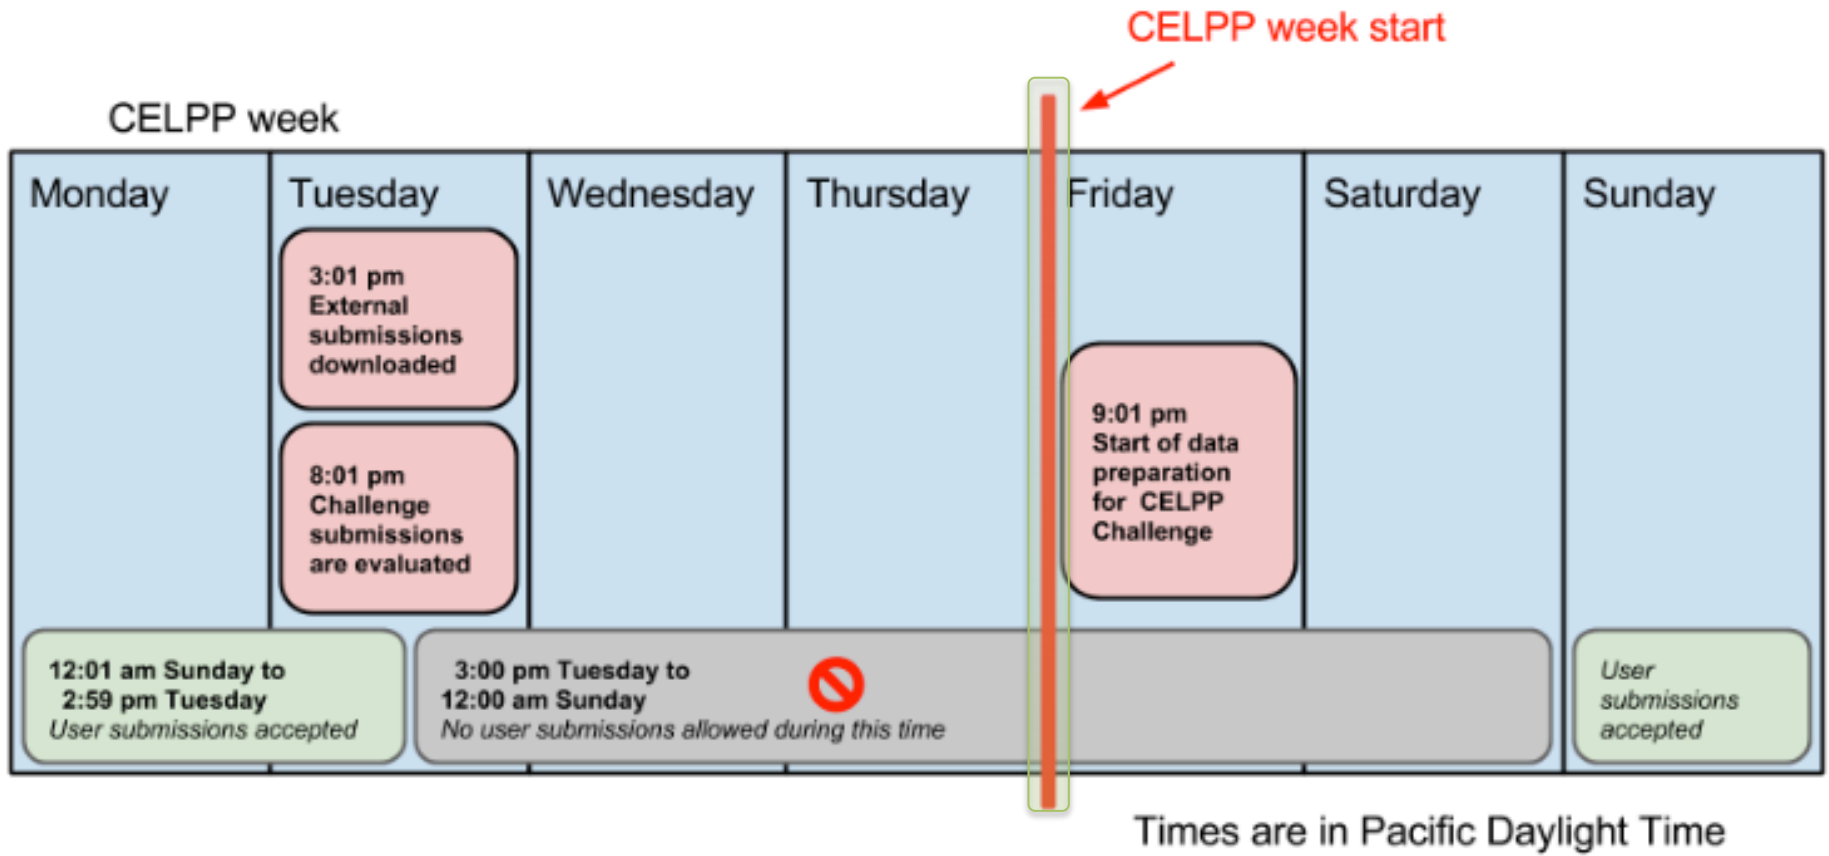 CELPP week start
CELPP week
Monday
Tuesday
Wednesday
Thursday
Friday
Saturday
Sunday
3:01 pm
External
submissions
downloaded
8:01 pm
Challenge
submissions
are evaluated
9:01 pm
Start of data
preparation
for CELPP
Challenge
12:01 am Sunday to
2:59 pm Tuesday
User submissions accepted
3:00 pm Tuesday to
12:00 am Sunday
No user submissions allowed during this time
User
submissions
accepted
Times are in Pacific Daylight Time